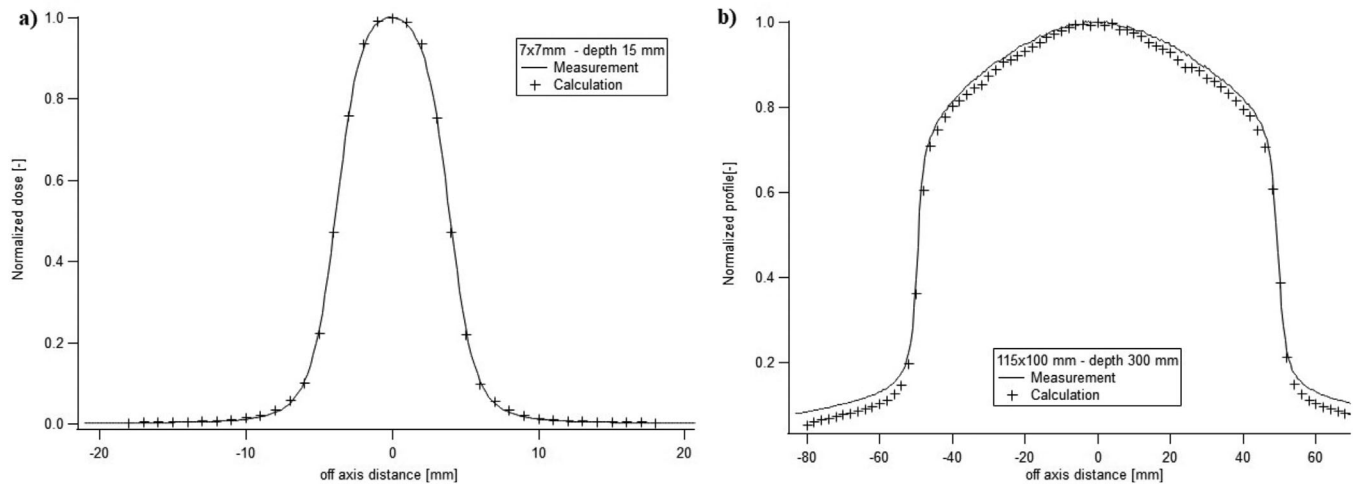 a)
1.0
0.8
0.6
0.4
0.2
0.0
Normalized dose [-]
7x7mm - depth 15 mm
Measurement
Calculation
-20
-10
0
10
20
off axis distance [mm]
b)
1.0
0.8
0.6
0.4
0.2
Normalized profile[-]
115x100 mm - depth 300 mm
Measurement
Calculation
-80
-60
-40
-20
0
20
40
60
off axis distance [mm]